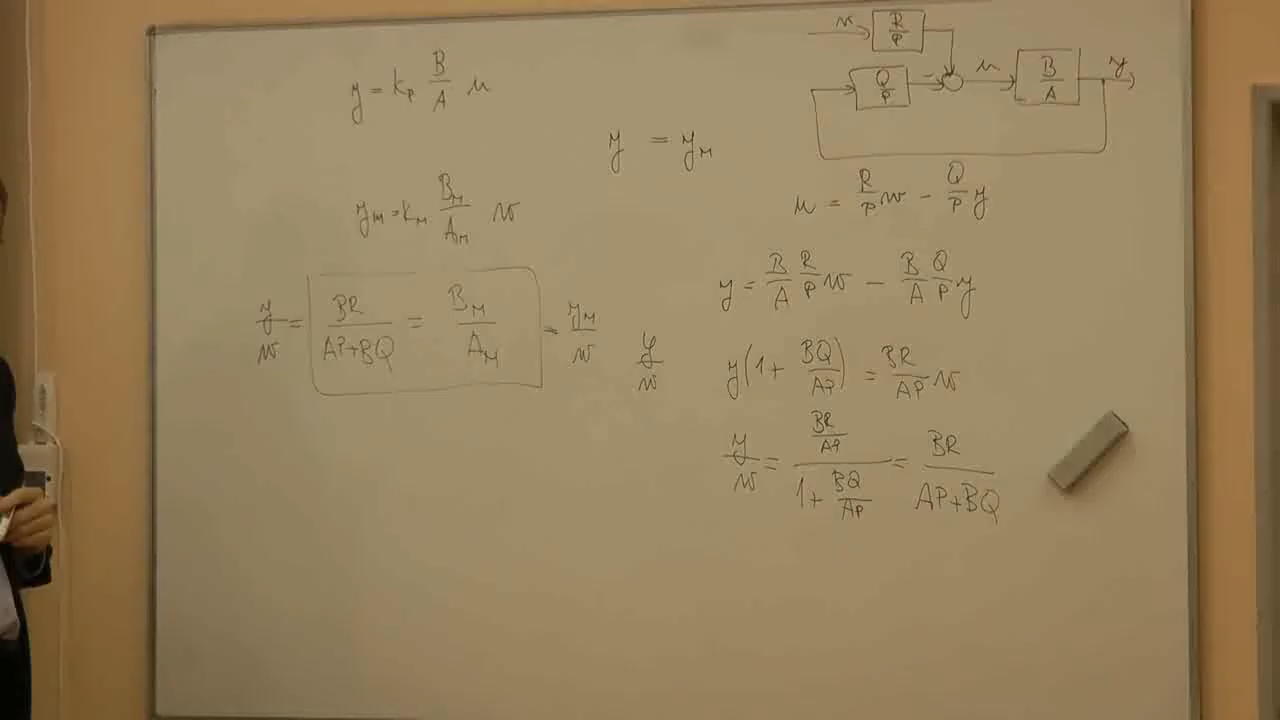 y = k_p B/A u
y = y_M
y_M = k_M B_M/A_M w
y/w = BR/(AP+BQ) = B_M/A_M = y_M/w
y/w
w R/P
Q/P - u B/A y
u = R/P w - Q/P y
y = B/A R/P w - B/A Q/P y
y(1 + BQ/AP) = BR/AP w
y/w = (BR/AP)/(1 + BQ/AP) = BR/(AP+BQ)